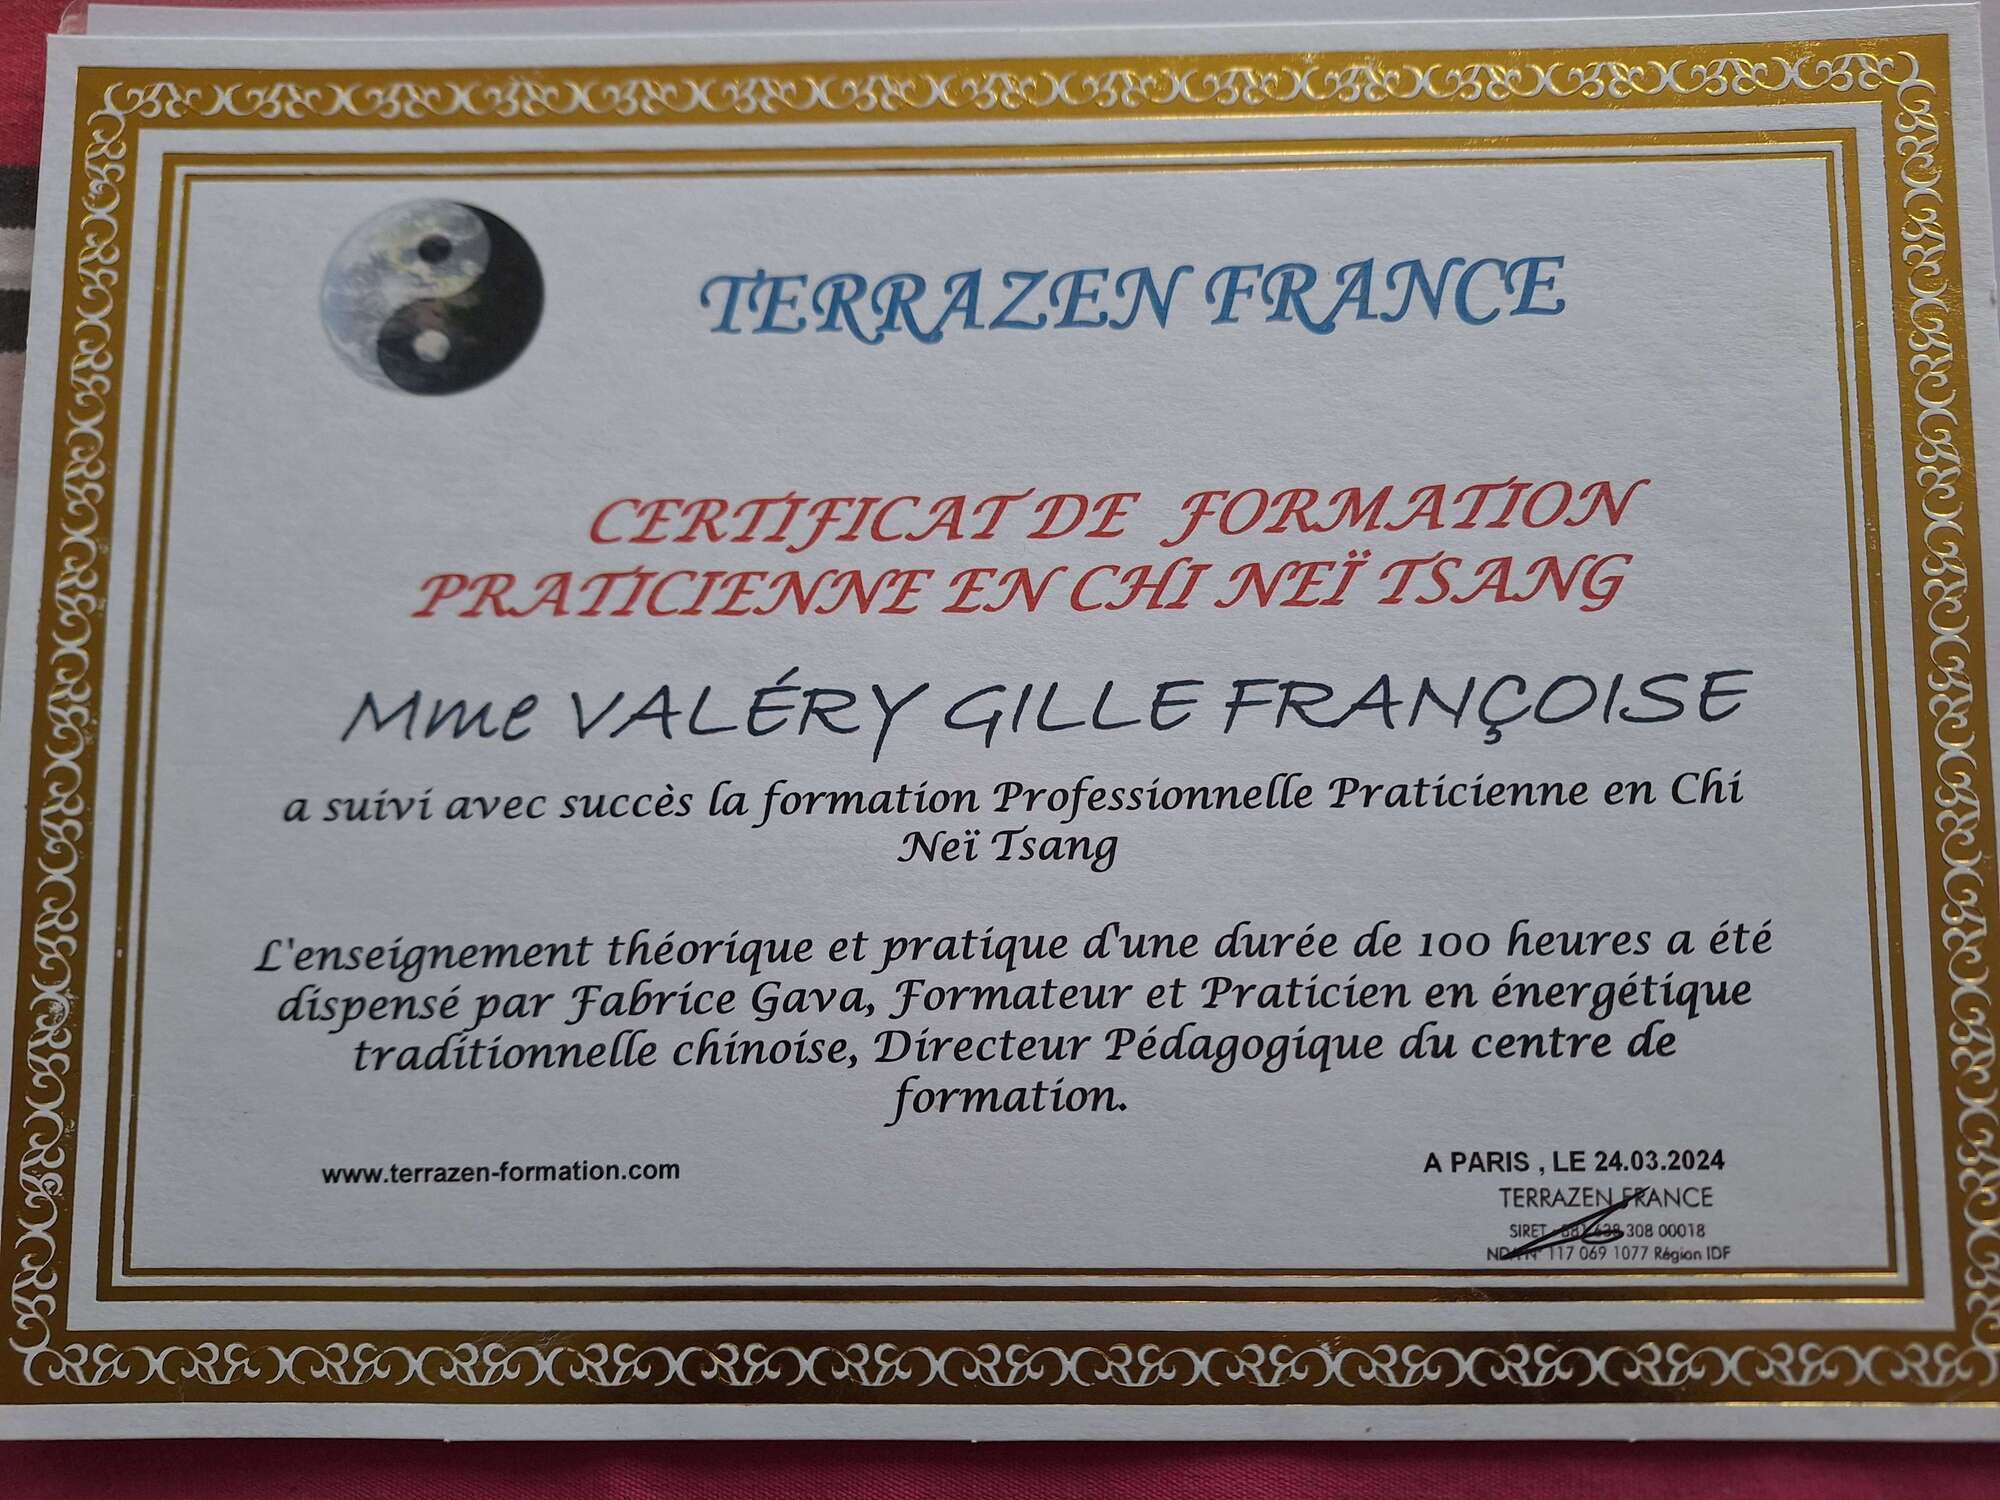 TERRAZEN FRANCE
CERTIFICAT DE FORMATION
PRATICIENNE EN CHI NEÏ TSANG
Mme VALÉRY GILLE FRANÇOISE
a suivi avec succès la formation Professionnelle Praticienne en Chi
Neï Tsang
L'enseignement théorique et pratique d'une durée de 100 heures a été
dispensé par Fabrice Gava, Formateur et Praticien en énergétique
traditionnelle chinoise, Directeur Pédagogique du centre de
formation.
www.terrazen-formation.com
A PARIS , LE 24.03.2024
TERRAZEN FRANCE
SIRET 308 00018
N° 117 069 1077 Région IDF